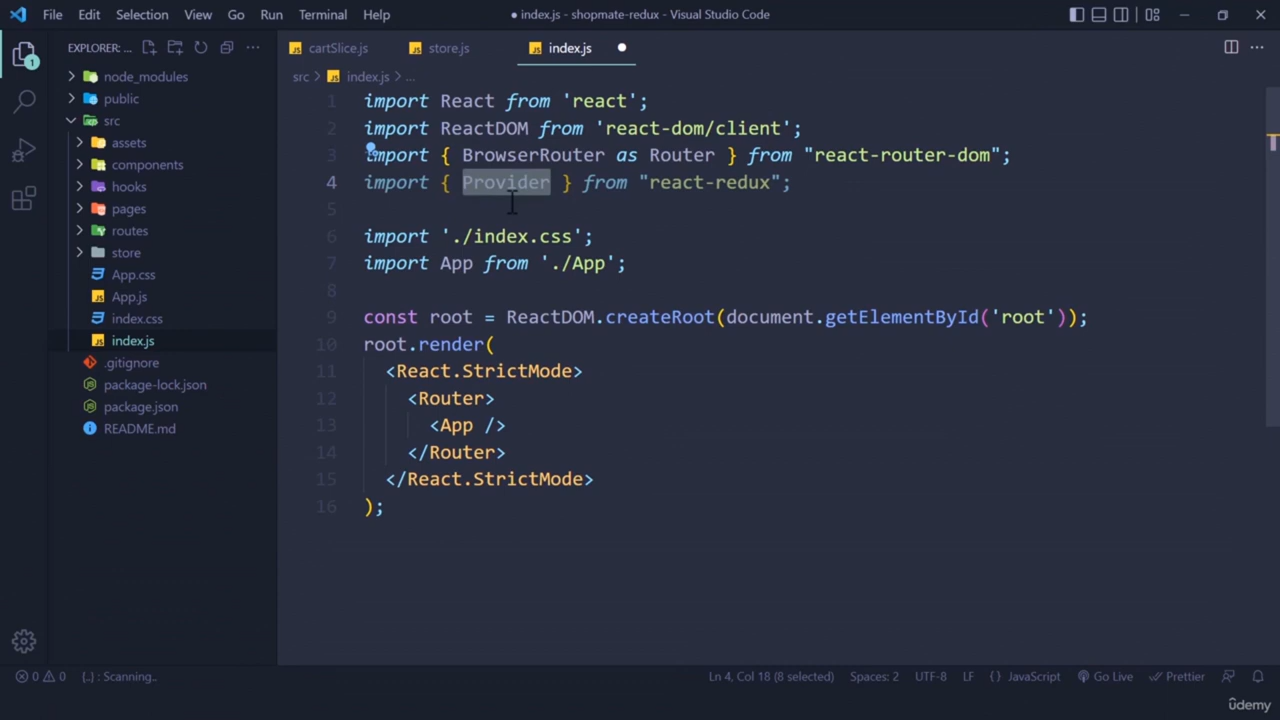 File Edit Selection View Go Run Terminal Help
● index.js - shopmate-redux - Visual Studio Code
EXPLORER: ...
cartSlice.js
store.js
index.js
src > index.js > ...
1
node_modules
public
src
assets
components
hooks
pages
routes
store
App.css
App.js
index.css
index.js
.gitignore
package-lock.json
package.json
README.md
1 import React from 'react';
2 import ReactDOM from 'react-dom/client';
3 import { BrowserRouter as Router } from "react-router-dom";
4 import { Provider } from "react-redux";
5
6 import './index.css';
7 import App from './App';
8
9 const root = ReactDOM.createRoot(document.getElementById('root'));
10 root.render(
11 <React.StrictMode>
12 <Router>
13 <App />
14 </Router>
15 </React.StrictMode>
16 );
0 0 {..} : Scanning..
Ln 4, Col 18 (8 selected) Spaces: 2 UTF-8 LF {} JavaScript Go Live Prettier
ûdemy